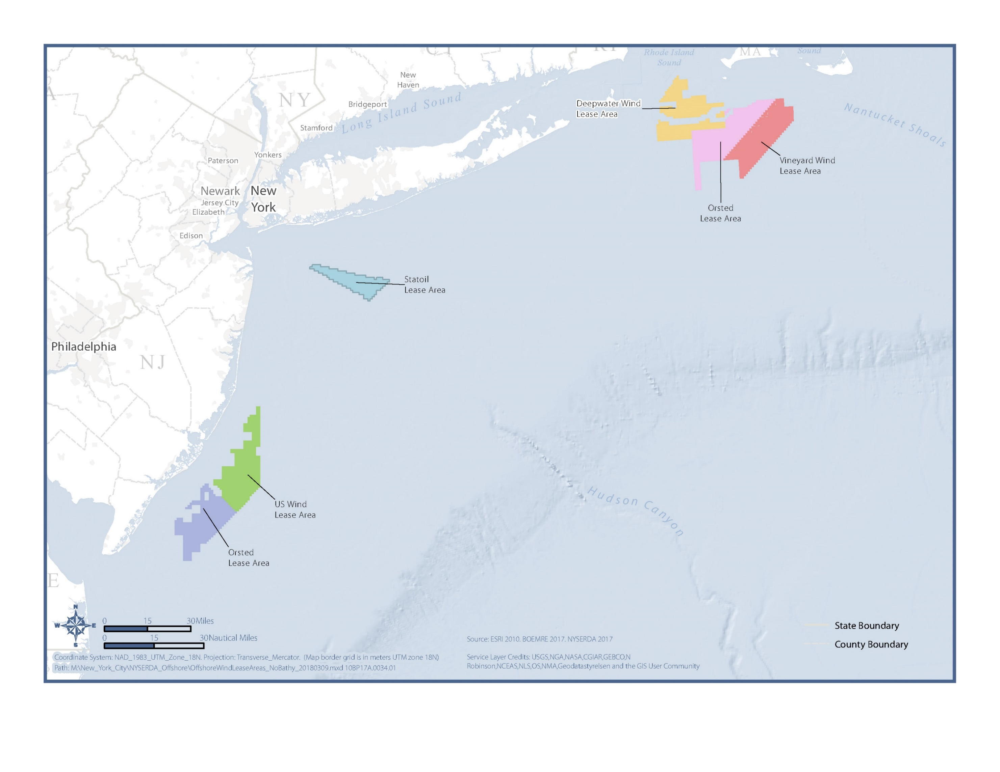 CT
RI
Rhode Island
Sound
MA
Sound
A
NY
New
Haven
Bridgeport
Long Island Sound
Stamford
Deepwater Wind
Lease Area
Nantucket Shoals
Yonkers
Paterson
Vineyard Wind
Lease Area
Newark
New
York
Jersey City
Elizabeth
Orsted
Lease Area
Edison
Statoil
Lease Area
Philadelphia
NJ
Hudson Canyon
US Wind
Lease Area
Orsted
Lease Area
E
N
W E
S
0 15 30Miles
0 15 30Nautical Miles
Coordinate System: NAD_1983_UTM_Zone_18N. Projection: Transverse_Mercator. (Map border grid is in meters UTM zone 18N)
Path: M:\New_York_City\NYSERDA_Offshore\OffshoreWindLeaseAreas_NoBathy_20180309.mxd 10BP17A.0034.01
Source: ESRI 2010. BOEMRE 2017. NYSERDA 2017
Service Layer Credits: USGS,NGA,NASA,CGIAR,GEBCO,N
Robinson,NCEAS,NLS,OS,NMA,Geodatastyrelsen and the GIS User Community
State Boundary
County Boundary